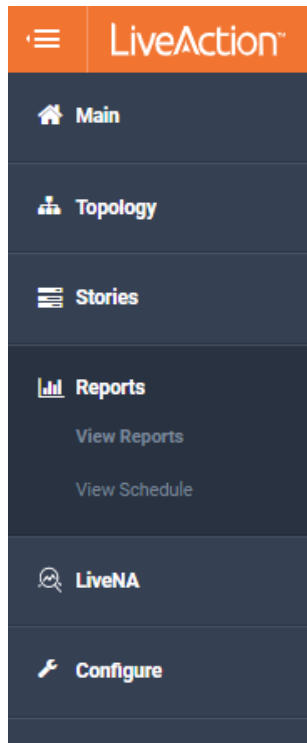 LiveAction™
Main
Topology
Stories
Reports
View Reports
View Schedule
LiveNA
Configure